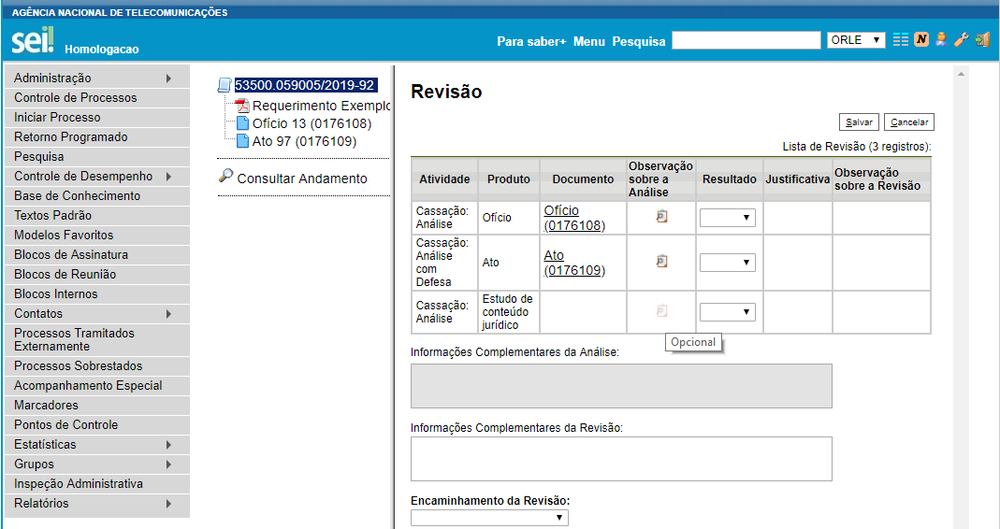 AGÊNCIA NACIONAL DE TELECOMUNICAÇÕES
sei! Homologacao
Para saber+ Menu Pesquisa ORLE
Administração
Controle de Processos
Iniciar Processo
Retorno Programado
Pesquisa
Controle de Desempenho
Base de Conhecimento
Textos Padrão
Modelos Favoritos
Blocos de Assinatura
Blocos de Reunião
Blocos Internos
Contatos
Processos Tramitados
Externamente
Processos Sobrestados
Acompanhamento Especial
Marcadores
Pontos de Controle
Estatísticas
Grupos
Inspeção Administrativa
Relatórios
53500.059005/2019-92
Requerimento Exemplo
Ofício 13 (0176108)
Ato 97 (0176109)
Consultar Andamento
Revisão
Salvar Cancelar
Lista de Revisão (3 registros):
Atividade Produto Documento Observação sobre a Análise Resultado Justificativa Observação sobre a Revisão
Cassação: Análise Ofício Ofício (0176108)
Cassação: Análise com Defesa Ato Ato (0176109)
Cassação: Análise Estudo de conteúdo jurídico
Opcional
Informações Complementares da Análise:
Informações Complementares da Revisão:
Encaminhamento da Revisão: